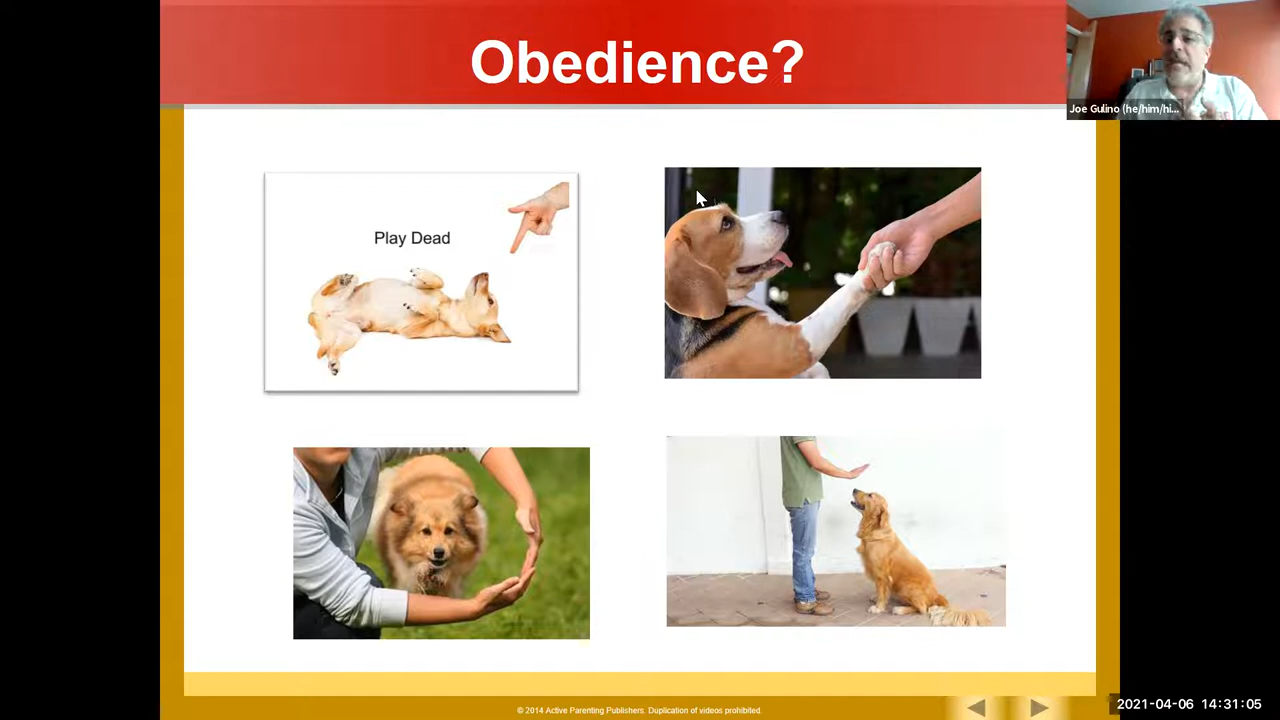 Obedience?
Joe Gulino (he/him/hi...
Play Dead
© 2014 Active Parenting Publishers. Duplication of videos prohibited.
2021-04-06 14:31:05